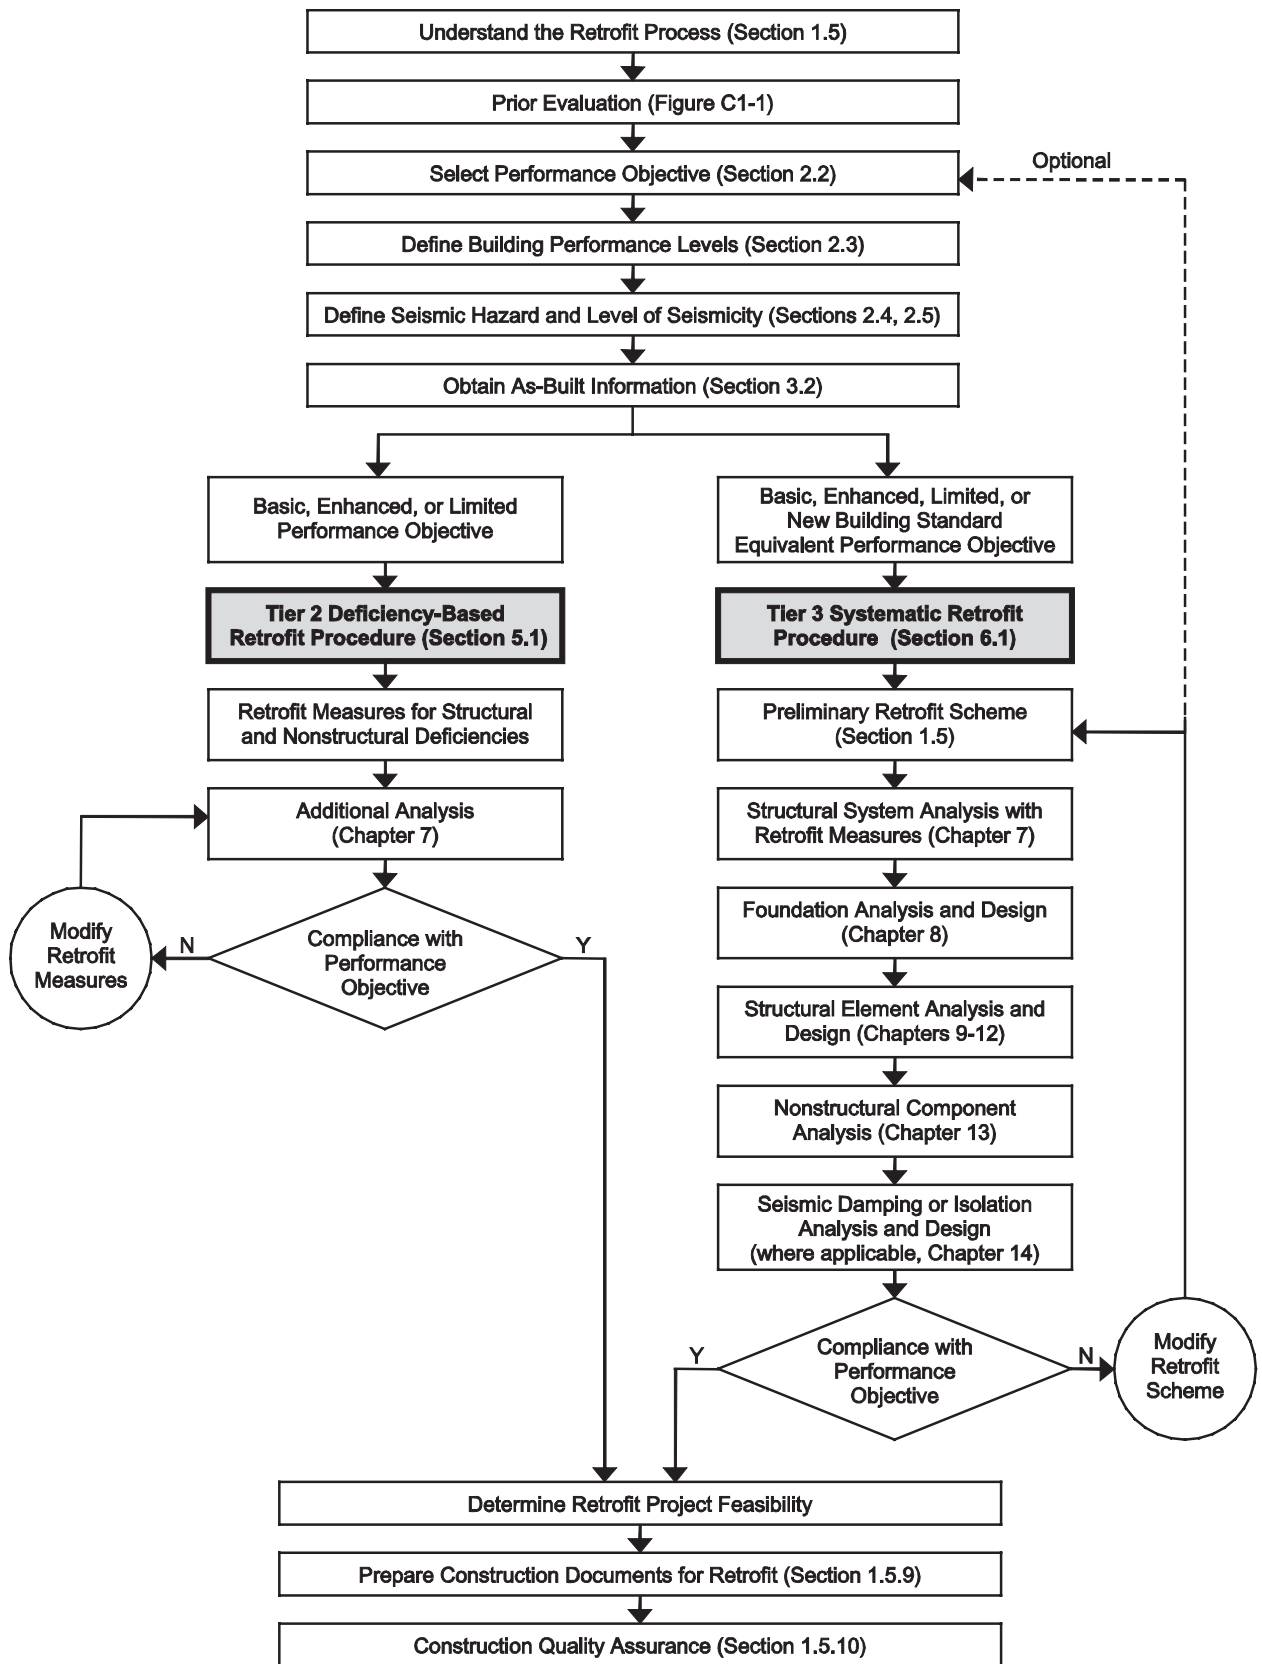 Understand the Retrofit Process (Section 1.5)
Prior Evaluation (Figure C1-1)
Optional
Select Performance Objective (Section 2.2)
Define Building Performance Levels (Section 2.3)
Define Seismic Hazard and Level of Seismicity (Sections 2.4, 2.5)
Obtain As-Built Information (Section 3.2)
Basic, Enhanced, or Limited
Performance Objective
Tier 2 Deficiency-Based
Retrofit Procedure (Section 5.1)
Retrofit Measures for Structural
and Nonstructural Deficiencies
Additional Analysis
(Chapter 7)
Compliance with
Performance
Objective
N
Y
Modify
Retrofit
Measures
Basic, Enhanced, Limited, or
New Building Standard
Equivalent Performance Objective
Tier 3 Systematic Retrofit
Procedure (Section 6.1)
Preliminary Retrofit Scheme
(Section 1.5)
Structural System Analysis with
Retrofit Measures (Chapter 7)
Foundation Analysis and Design
(Chapter 8)
Structural Element Analysis and
Design (Chapters 9-12)
Nonstructural Component
Analysis (Chapter 13)
Seismic Damping or Isolation
Analysis and Design
(where applicable, Chapter 14)
Compliance with
Performance
Objective
Y
N
Modify
Retrofit
Scheme
Determine Retrofit Project Feasibility
Prepare Construction Documents for Retrofit (Section 1.5.9)
Construction Quality Assurance (Section 1.5.10)